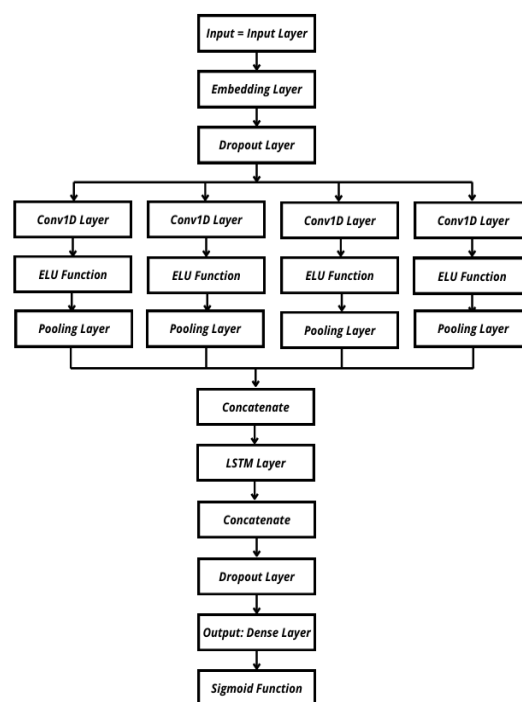 Input = Input Layer
Embedding Layer
Dropout Layer
Conv1D Layer
Conv1D Layer
Conv1D Layer
Conv1D Layer
ELU Function
ELU Function
ELU Function
ELU Function
Pooling Layer
Pooling Layer
Pooling Layer
Pooling Layer
Concatenate
LSTM Layer
Concatenate
Dropout Layer
Output: Dense Layer
Sigmoid Function